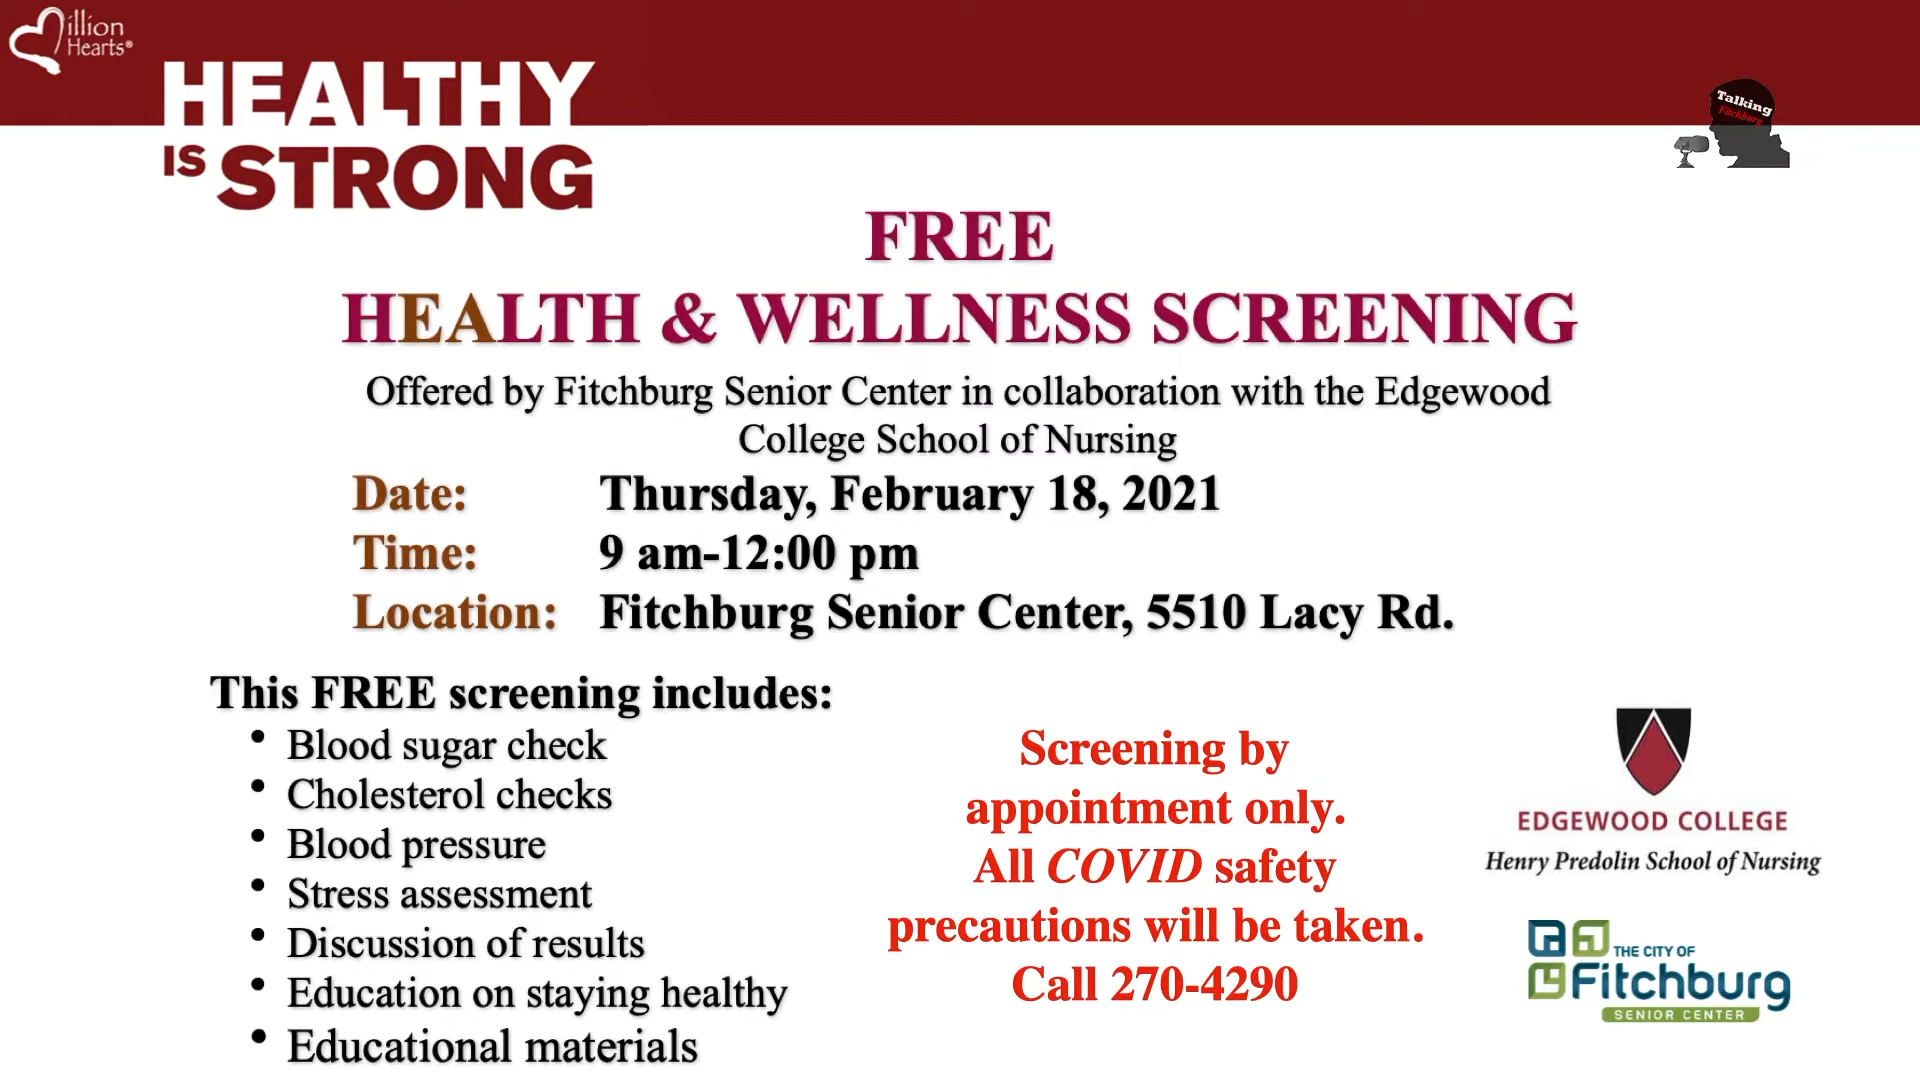 illion
Hearts®
HEALTHY
IS STRONG
Talking
Fitchburg
FREE
HEALTH & WELLNESS SCREENING
Offered by Fitchburg Senior Center in collaboration with the Edgewood
College School of Nursing
Date: Thursday, February 18, 2021
Time: 9 am-12:00 pm
Location: Fitchburg Senior Center, 5510 Lacy Rd.
This FREE screening includes:
• Blood sugar check
• Cholesterol checks
• Blood pressure
• Stress assessment
• Discussion of results
• Education on staying healthy
• Educational materials
Screening by
appointment only.
All COVID safety
precautions will be taken.
Call 270-4290
EDGEWOOD COLLEGE
Henry Predolin School of Nursing
THE CITY OF
Fitchburg
SENIOR CENTER